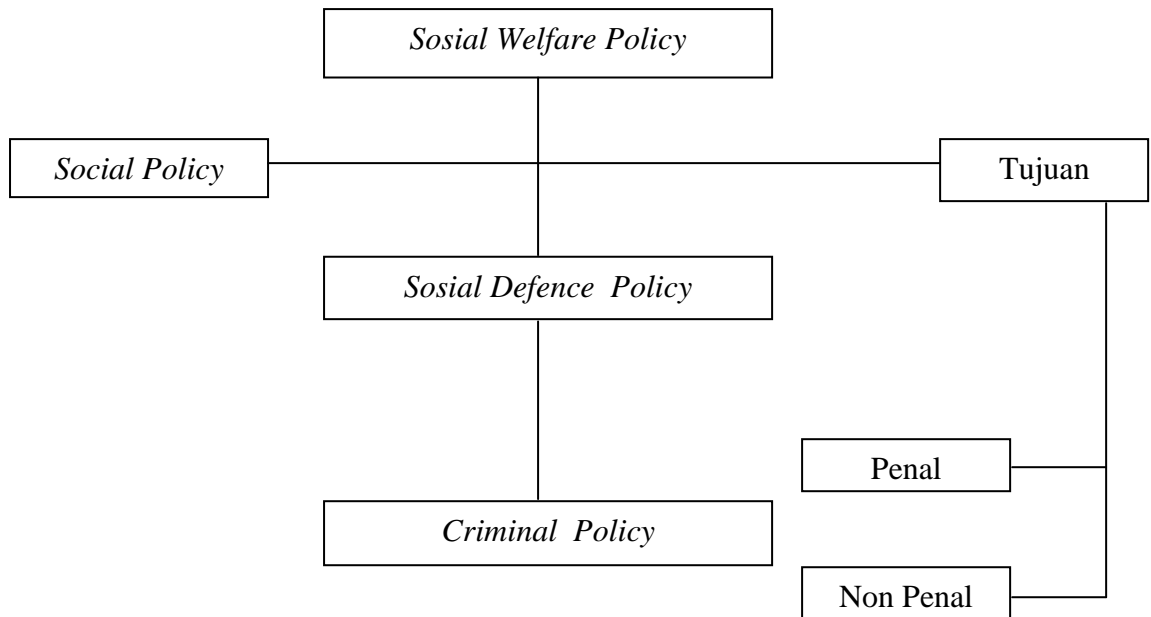 Sosial Welfare Policy
Social Policy
Tujuan
Sosial Defence Policy
Penal
Criminal Policy
Non Penal